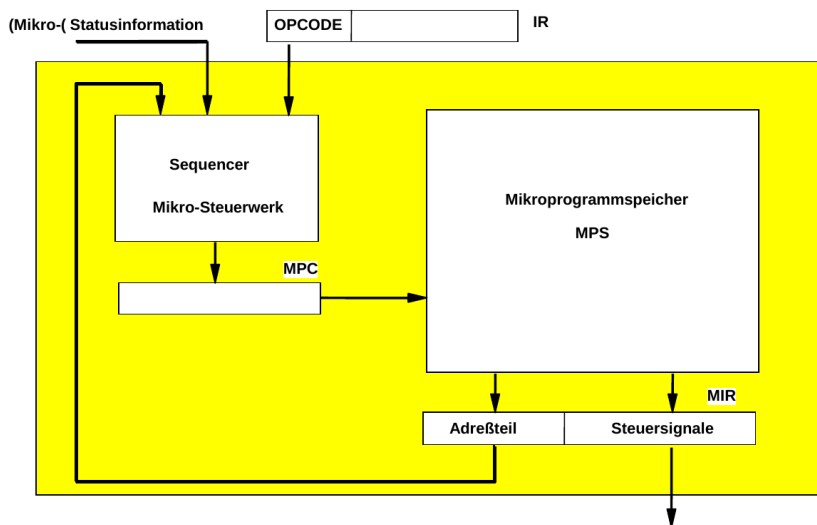 (Mikro-( Statusinformation
OPCODE
IR
Sequencer
Mikro-Steuerwerk
Mikroprogrammspeicher
MPS
MPC
MIR
Adreßteil
Steuersignale